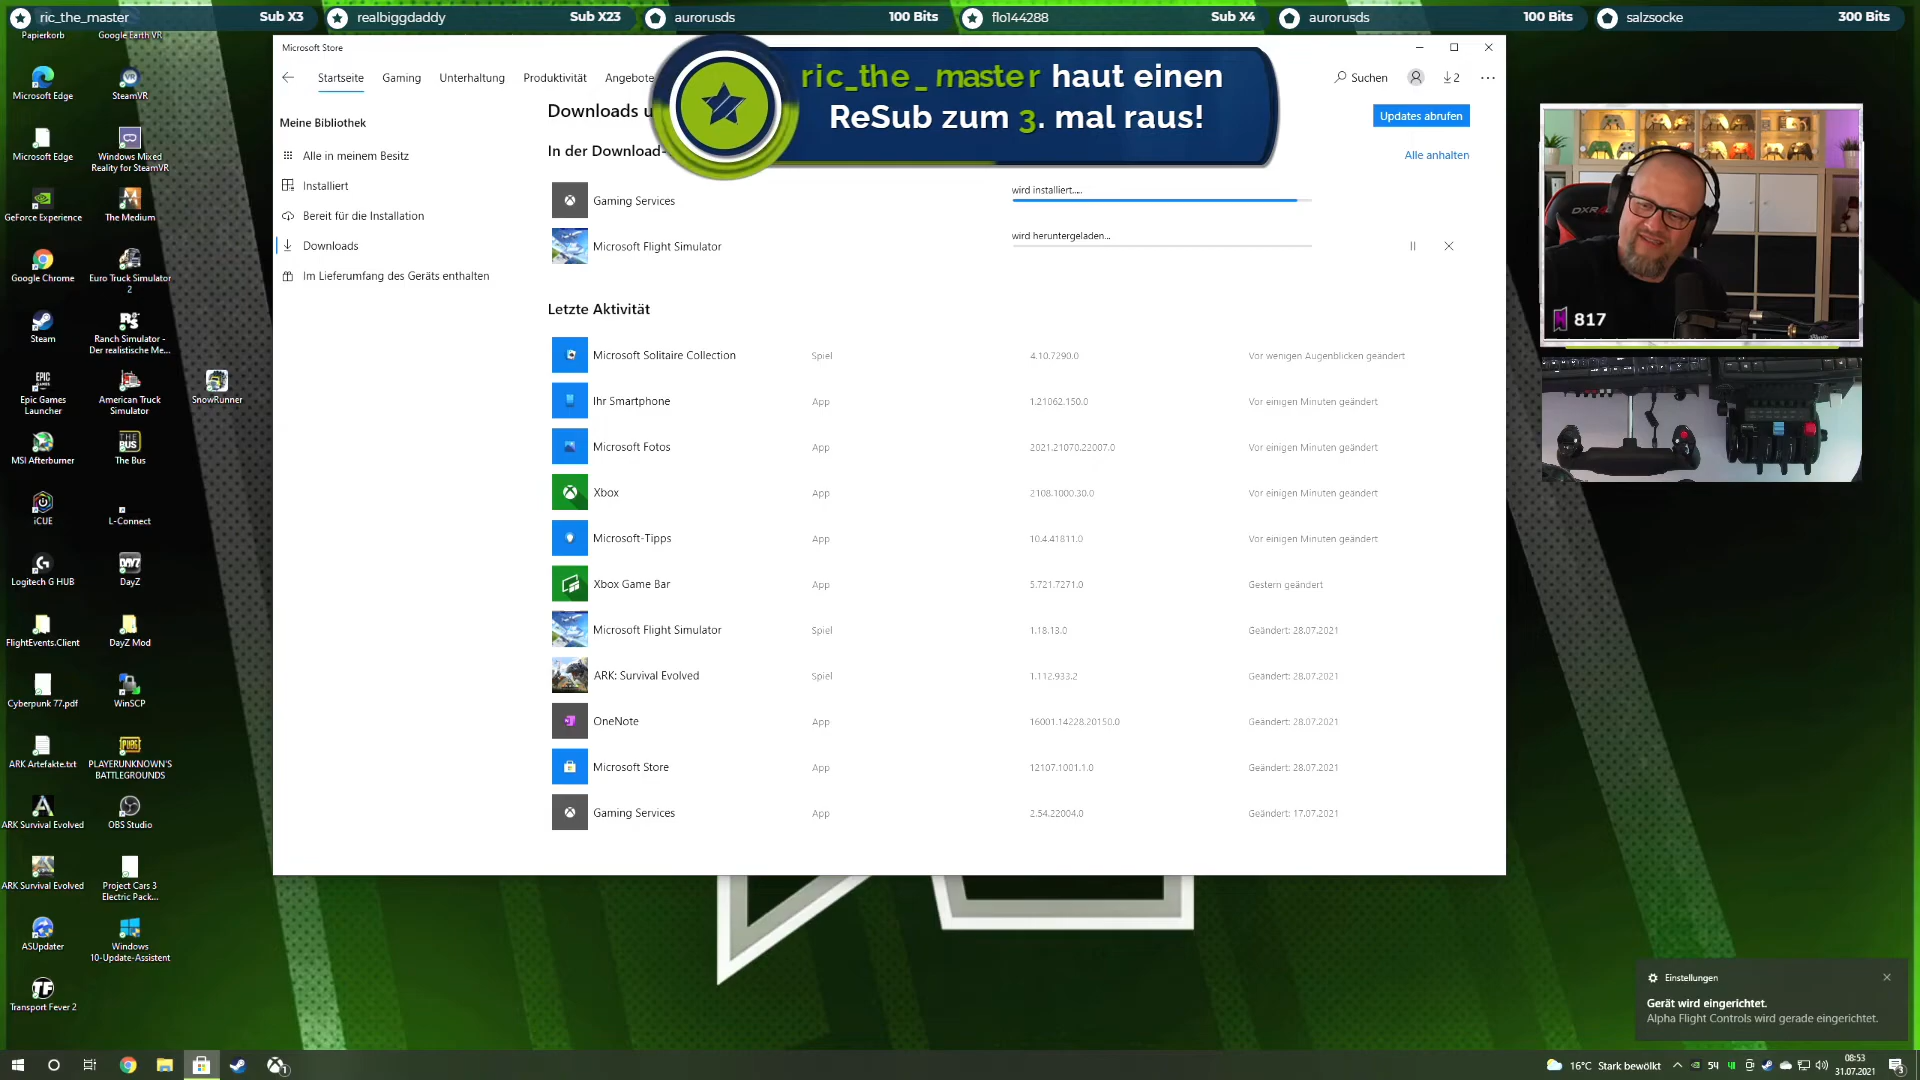 ric_the_master Sub X3 realbiggdaddy Sub X23 aurorusds 100 Bits flo144288 Sub X4 aurorusds 100 Bits salzsocke 300 Bits
Papierkorb Google Earth VR
Microsoft Store
ric_the_master haut einen
ReSub zum 3. mal raus!
Startseite Gaming Unterhaltung Produktivität Angebote Suchen 2
Meine Bibliothek
Alle in meinem Besitz
Installiert
Bereit für die Installation
Downloads
Im Lieferumfang des Geräts enthalten
Downloads u
Updates abrufen
In der Download-
Alle anhalten
Gaming Services wird installiert....
Microsoft Flight Simulator wird heruntergeladen...
Letzte Aktivität
Microsoft Solitaire Collection Spiel 4.10.7290.0 Vor wenigen Augenblicken geändert
Ihr Smartphone App 1.21062.150.0 Vor einigen Minuten geändert
Microsoft Fotos App 2021.21070.22007.0 Vor einigen Minuten geändert
Xbox App 2108.1000.30.0 Vor einigen Minuten geändert
Microsoft-Tipps App 10.4.41811.0 Vor einigen Minuten geändert
Xbox Game Bar App 5.721.7271.0 Gestern geändert
Microsoft Flight Simulator Spiel 1.18.13.0 Geändert: 28.07.2021
ARK: Survival Evolved Spiel 1.112.933.2 Geändert: 28.07.2021
OneNote App 16001.14228.20150.0 Geändert: 28.07.2021
Microsoft Store App 12107.1001.1.0 Geändert: 28.07.2021
Gaming Services App 2.54.22004.0 Geändert: 17.07.2021
Microsoft Edge SteamVR
Microsoft Edge Windows Mixed
Reality for SteamVR
GeForce Experience The Medium
Google Chrome Euro Truck Simulator
2
Steam Ranch Simulator -
Der realistische Me...
Epic Games
Launcher
American Truck
Simulator
SnowRunner
MSI Afterburner The Bus
iCUE L-Connect
Logitech G HUB DayZ
FlightEvents.Client DayZ Mod
Cyberpunk 77.pdf WinSCP
ARK Artefakte.txt PLAYERUNKNOWN'S
BATTLEGROUNDS
ARK Survival Evolved OBS Studio
ARK Survival Evolved Project Cars 3
Electric Pack...
ASUpdater Windows
10-Update-Assistent
Transport Fever 2
DXR
817
Einstellungen
Gerät wird eingerichtet.
Alpha Flight Controls wird gerade eingerichtet.
16°C Stark bewölkt 54 08:53
31.07.2021